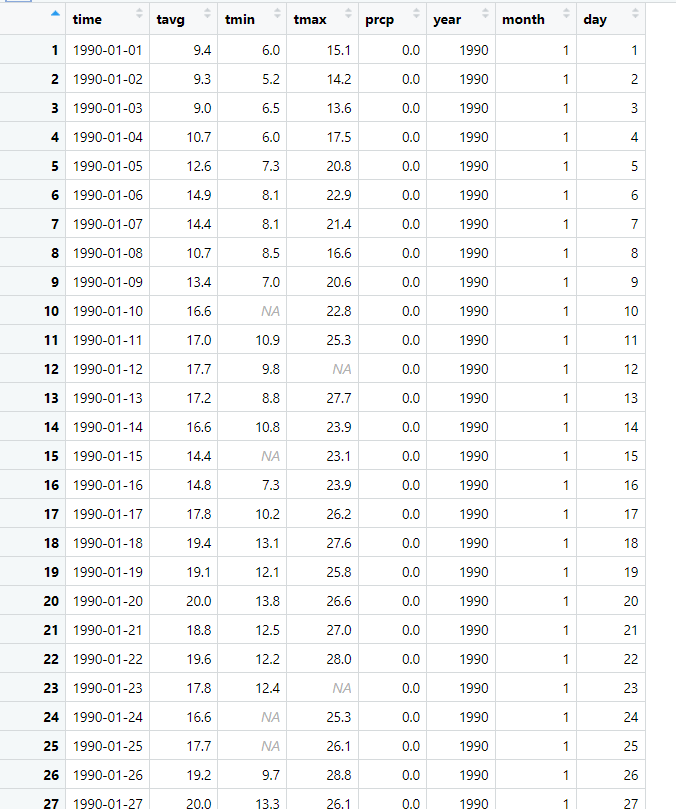 time tavg tmin tmax prcp year month day
1 1990-01-01 9.4 6.0 15.1 0.0 1990 1 1
2 1990-01-02 9.3 5.2 14.2 0.0 1990 1 2
3 1990-01-03 9.0 6.5 13.6 0.0 1990 1 3
4 1990-01-04 10.7 6.0 17.5 0.0 1990 1 4
5 1990-01-05 12.6 7.3 20.8 0.0 1990 1 5
6 1990-01-06 14.9 8.1 22.9 0.0 1990 1 6
7 1990-01-07 14.4 8.1 21.4 0.0 1990 1 7
8 1990-01-08 10.7 8.5 16.6 0.0 1990 1 8
9 1990-01-09 13.4 7.0 20.6 0.0 1990 1 9
10 1990-01-10 16.6 NA 22.8 0.0 1990 1 10
11 1990-01-11 17.0 10.9 25.3 0.0 1990 1 11
12 1990-01-12 17.7 9.8 NA 0.0 1990 1 12
13 1990-01-13 17.2 8.8 27.7 0.0 1990 1 13
14 1990-01-14 16.6 10.8 23.9 0.0 1990 1 14
15 1990-01-15 14.4 NA 23.1 0.0 1990 1 15
16 1990-01-16 14.8 7.3 23.9 0.0 1990 1 16
17 1990-01-17 17.8 10.2 26.2 0.0 1990 1 17
18 1990-01-18 19.4 13.1 27.6 0.0 1990 1 18
19 1990-01-19 19.1 12.1 25.8 0.0 1990 1 19
20 1990-01-20 20.0 13.8 26.6 0.0 1990 1 20
21 1990-01-21 18.8 12.5 27.0 0.0 1990 1 21
22 1990-01-22 19.6 12.2 28.0 0.0 1990 1 22
23 1990-01-23 17.8 12.4 NA 0.0 1990 1 23
24 1990-01-24 16.6 NA 25.3 0.0 1990 1 24
25 1990-01-25 17.7 NA 26.1 0.0 1990 1 25
26 1990-01-26 19.2 9.7 28.8 0.0 1990 1 26
27 1990-01-27 20.0 13.3 26.1 0.0 1990 1 27